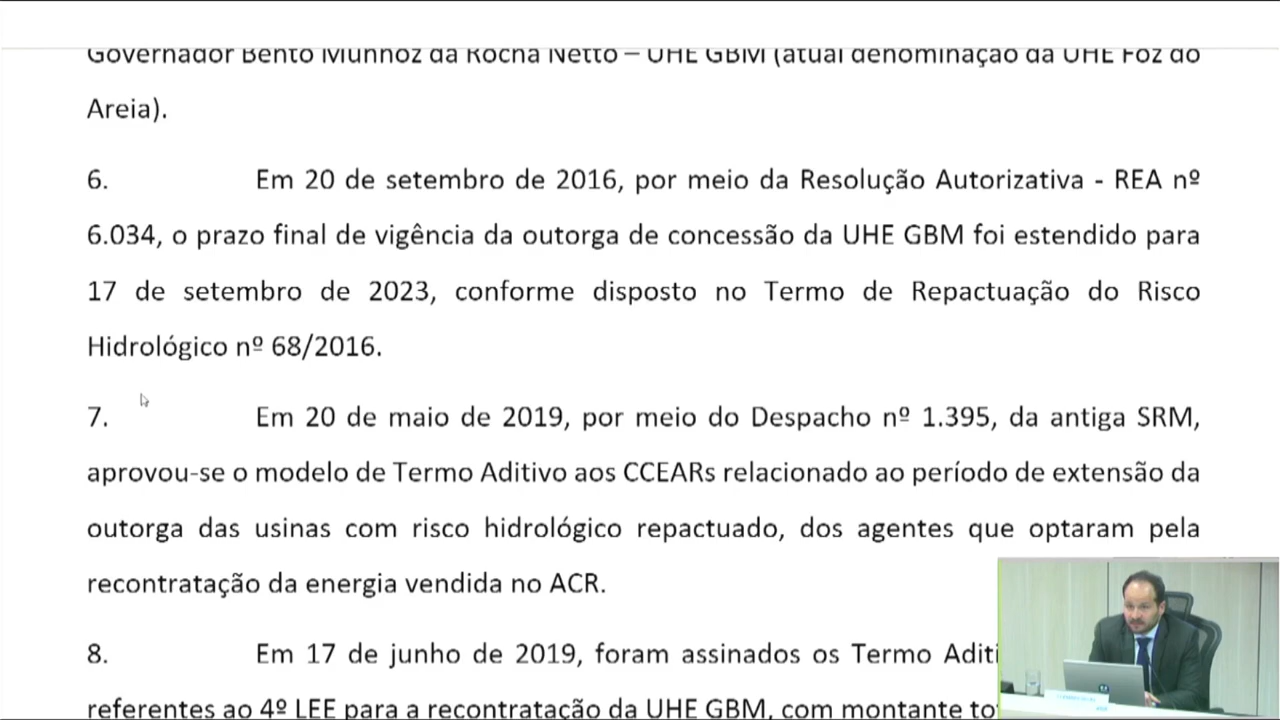 Governador Bento Munhoz da Rocha Netto – UHE GBM (atual denominação da UHE Foz do
Areia).
6. Em 20 de setembro de 2016, por meio da Resolução Autorizativa - REA nº
6.034, o prazo final de vigência da outorga de concessão da UHE GBM foi estendido para
17 de setembro de 2023, conforme disposto no Termo de Repactuação do Risco
Hidrológico nº 68/2016.
7. Em 20 de maio de 2019, por meio do Despacho nº 1.395, da antiga SRM,
aprovou-se o modelo de Termo Aditivo aos CCEARs relacionado ao período de extensão da
outorga das usinas com risco hidrológico repactuado, dos agentes que optaram pela
recontratação da energia vendida no ACR.
8. Em 17 de junho de 2019, foram assinados os Termo Aditi
referentes ao 4º LEE para a recontratação da UHE GBM, com montante to